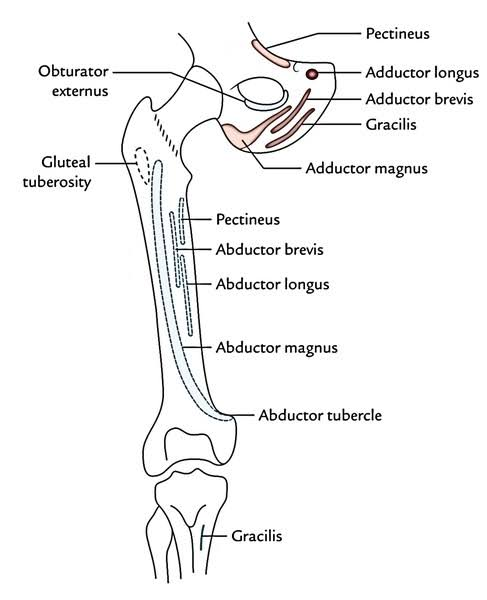 Pectineus
Obturator
externus
Adductor longus
Adductor brevis
Gracilis
Gluteal
tuberosity
Adductor magnus
Pectineus
Abductor brevis
Abductor longus
Abductor magnus
Abductor tubercle
Gracilis